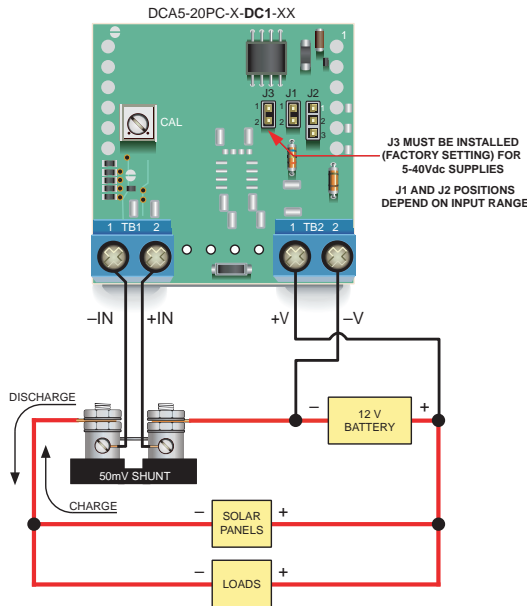 DCA5-20PC-X-DC1-XX
1
J3 J1 J2
1 1 1
2 2 2
3
CAL
J3 MUST BE INSTALLED
(FACTORY SETTING) FOR
5-40Vdc SUPPLIES
J1 AND J2 POSITIONS
DEPEND ON INPUT RANGE
1 TB1 2
1 TB2 2
–IN +IN
+V –V
DISCHARGE
– 12 V +
BATTERY
50mV SHUNT
CHARGE
– SOLAR +
PANELS
– LOADS +